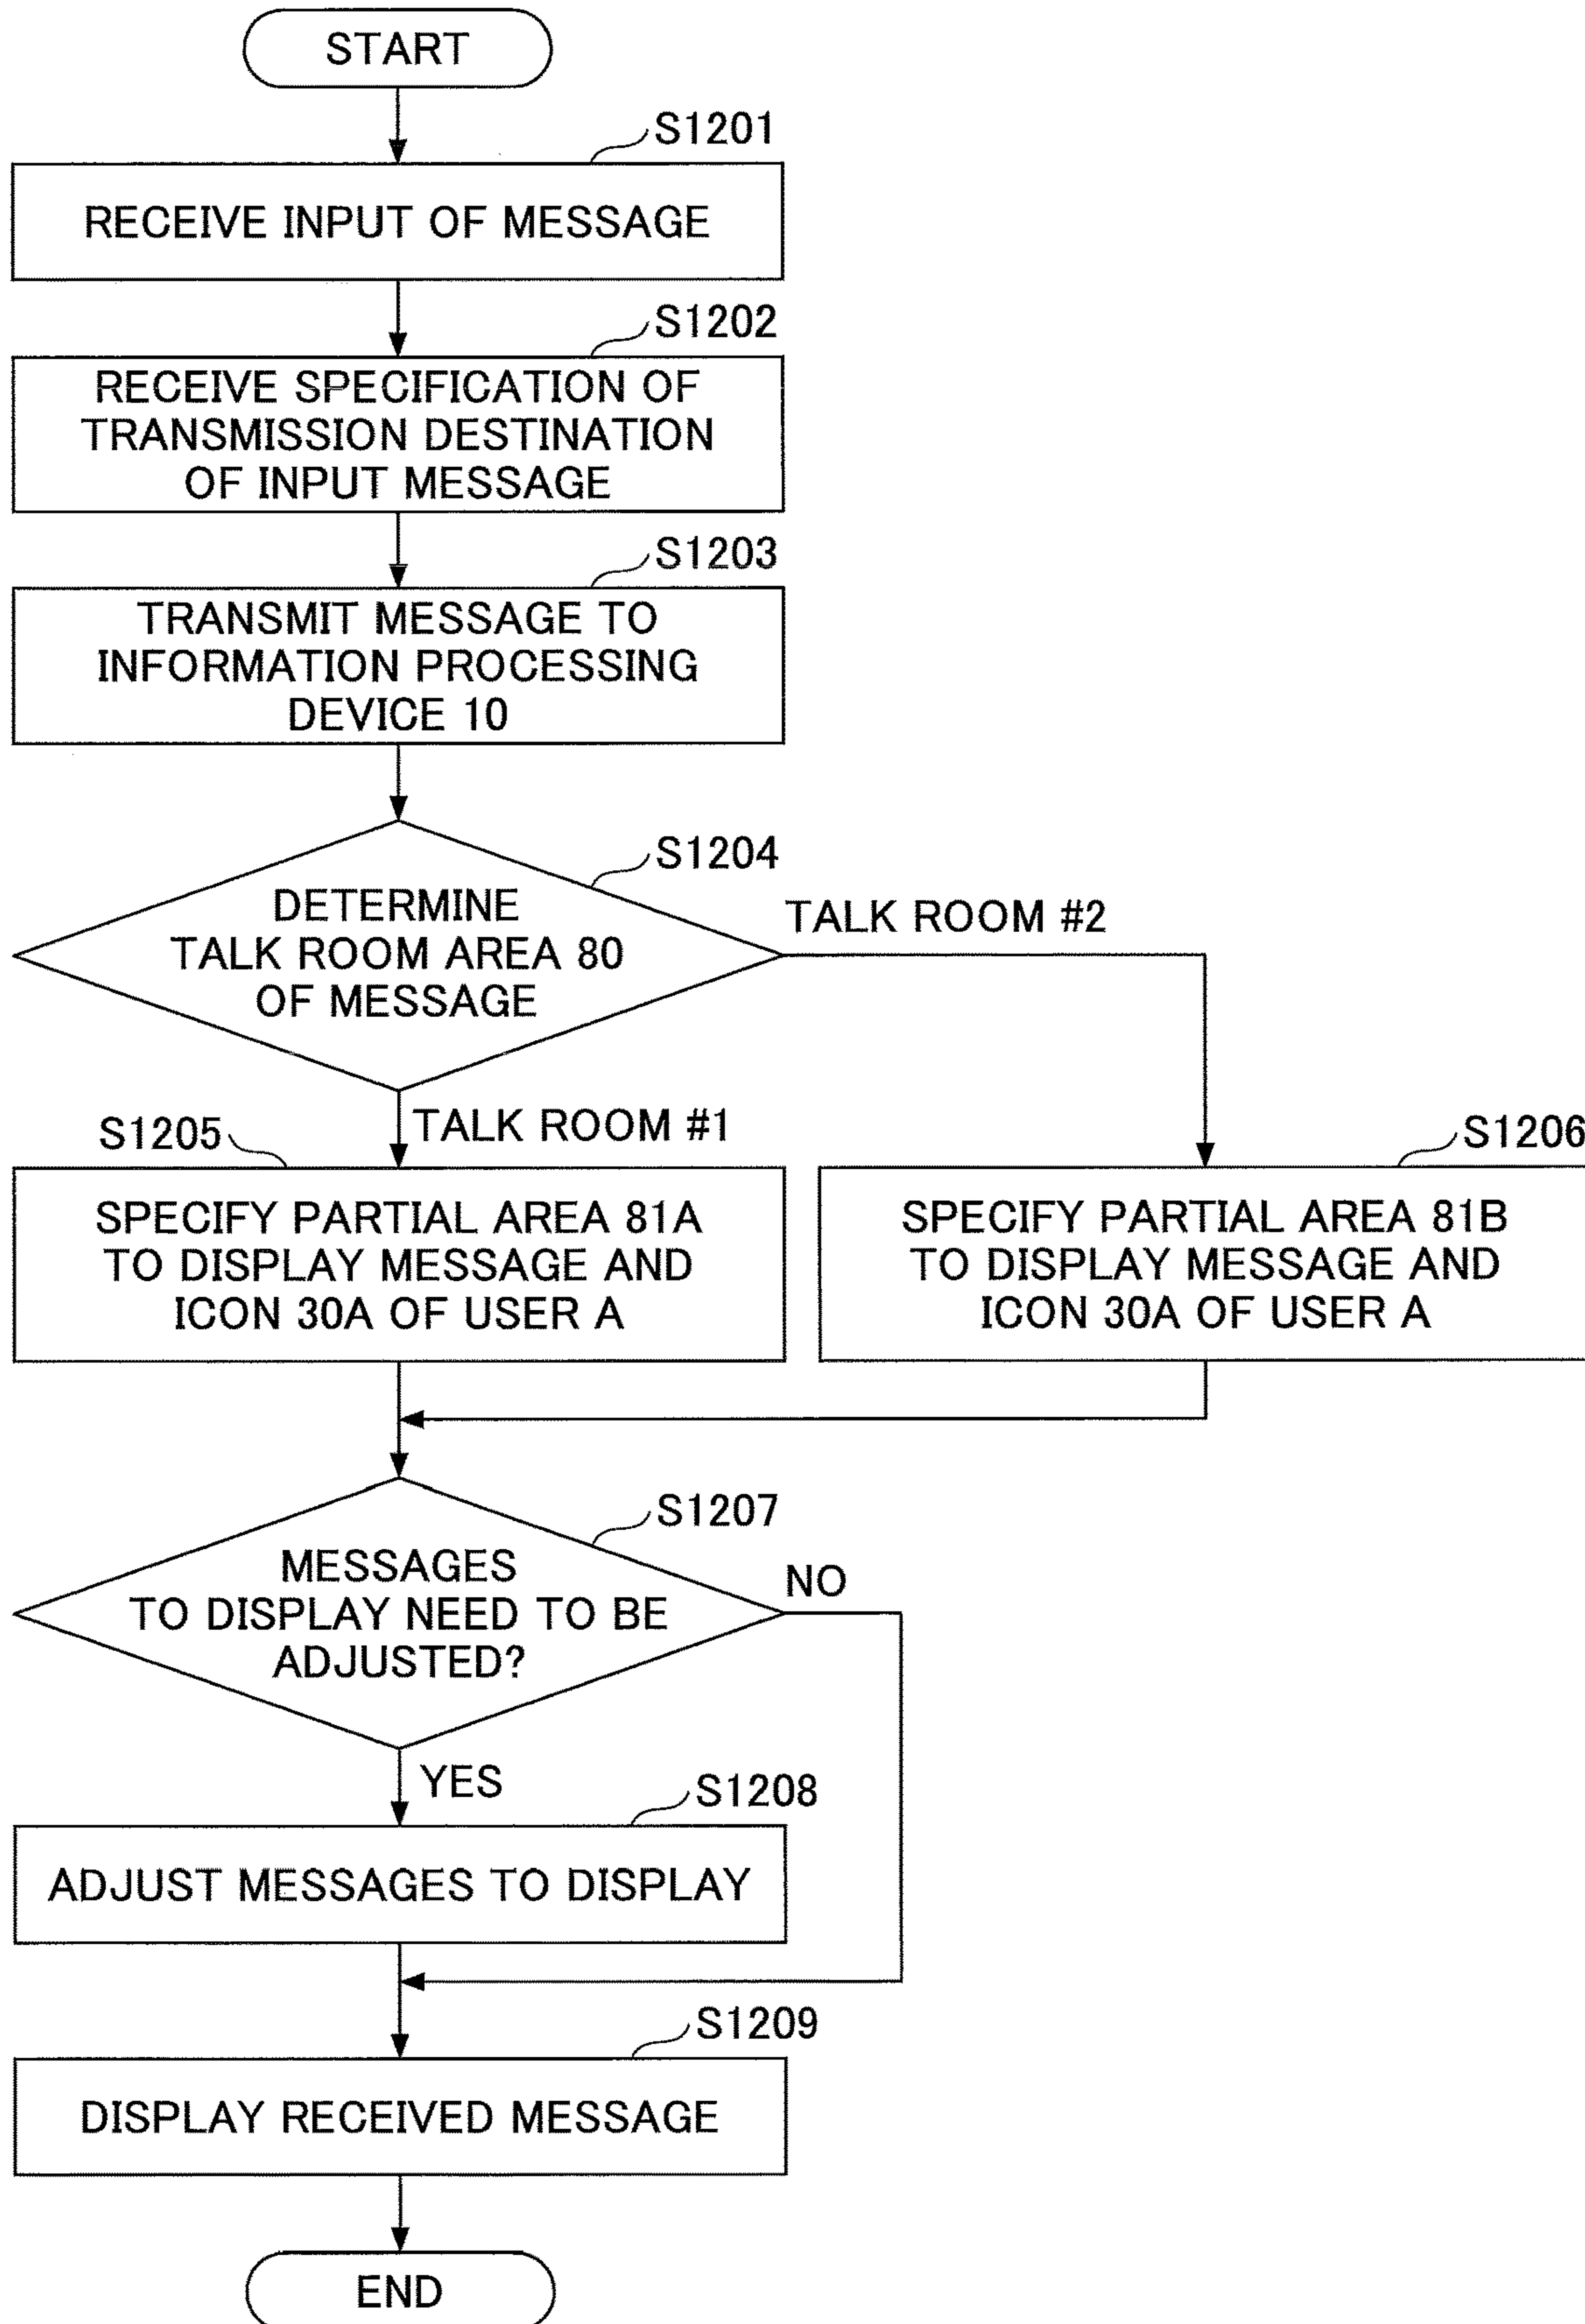 START
S1201
RECEIVE INPUT OF MESSAGE
S1202
RECEIVE SPECIFICATION OF
TRANSMISSION DESTINATION
OF INPUT MESSAGE
S1203
TRANSMIT MESSAGE TO
INFORMATION PROCESSING
DEVICE 10
S1204
DETERMINE
TALK ROOM AREA 80
OF MESSAGE
TALK ROOM #2
TALK ROOM #1
S1205
SPECIFY PARTIAL AREA 81A
TO DISPLAY MESSAGE AND
ICON 30A OF USER A
S1206
SPECIFY PARTIAL AREA 81B
TO DISPLAY MESSAGE AND
ICON 30A OF USER A
S1207
MESSAGES
TO DISPLAY NEED TO BE
ADJUSTED?
NO
YES
S1208
ADJUST MESSAGES TO DISPLAY
S1209
DISPLAY RECEIVED MESSAGE
END